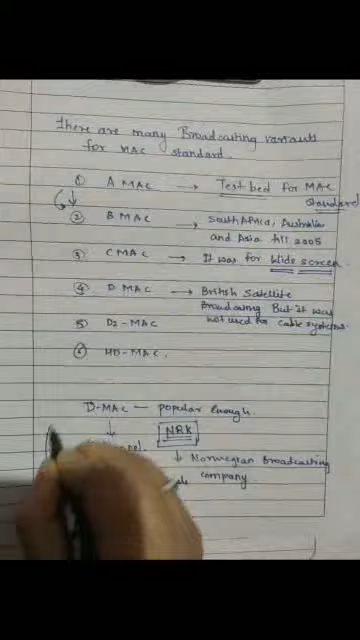 There are many Broadcasting variants
for MAC standard.
① A MAC → Test bed for MAC
standard
② B MAC → South Africa, Australia
and Asia till 2005
③ C MAC → It was for Wide screen.
④ D MAC → British Satellite
Broadcasting But it was
not used for cable systems.
⑤ D2-MAC
⑥ HD-MAC.
D-MAC — popular enough.
NRK
↓ Norwegian Broadcasting
company.